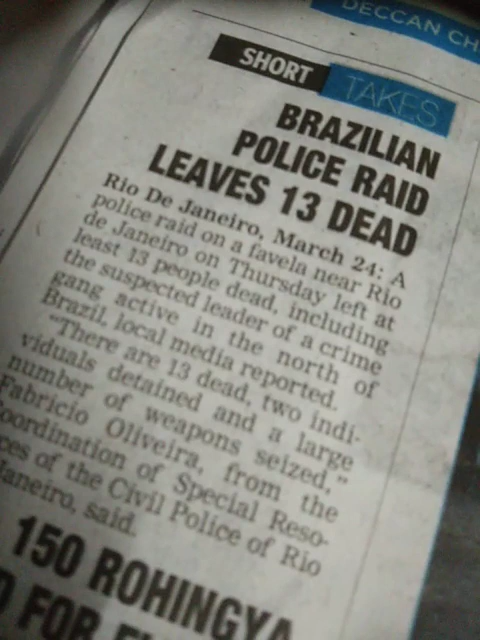 DECCAN CH
SHORT TAKES
BRAZILIAN
POLICE RAID
LEAVES 13 DEAD
Rio De Janeiro, March 24: A
police raid on a favela near Rio
de Janeiro on Thursday left at
least 13 people dead, including
the suspected leader of a crime
gang active in the north of
Brazil, local media reported.
"There are 13 dead, two indi-
viduals detained and a large
number of weapons seized,"
Fabricio Oliveira, from the
oordination of Special Reso-
ces of the Civil Police of Rio
Janeiro, said.
150 ROHINGYA
D FOR